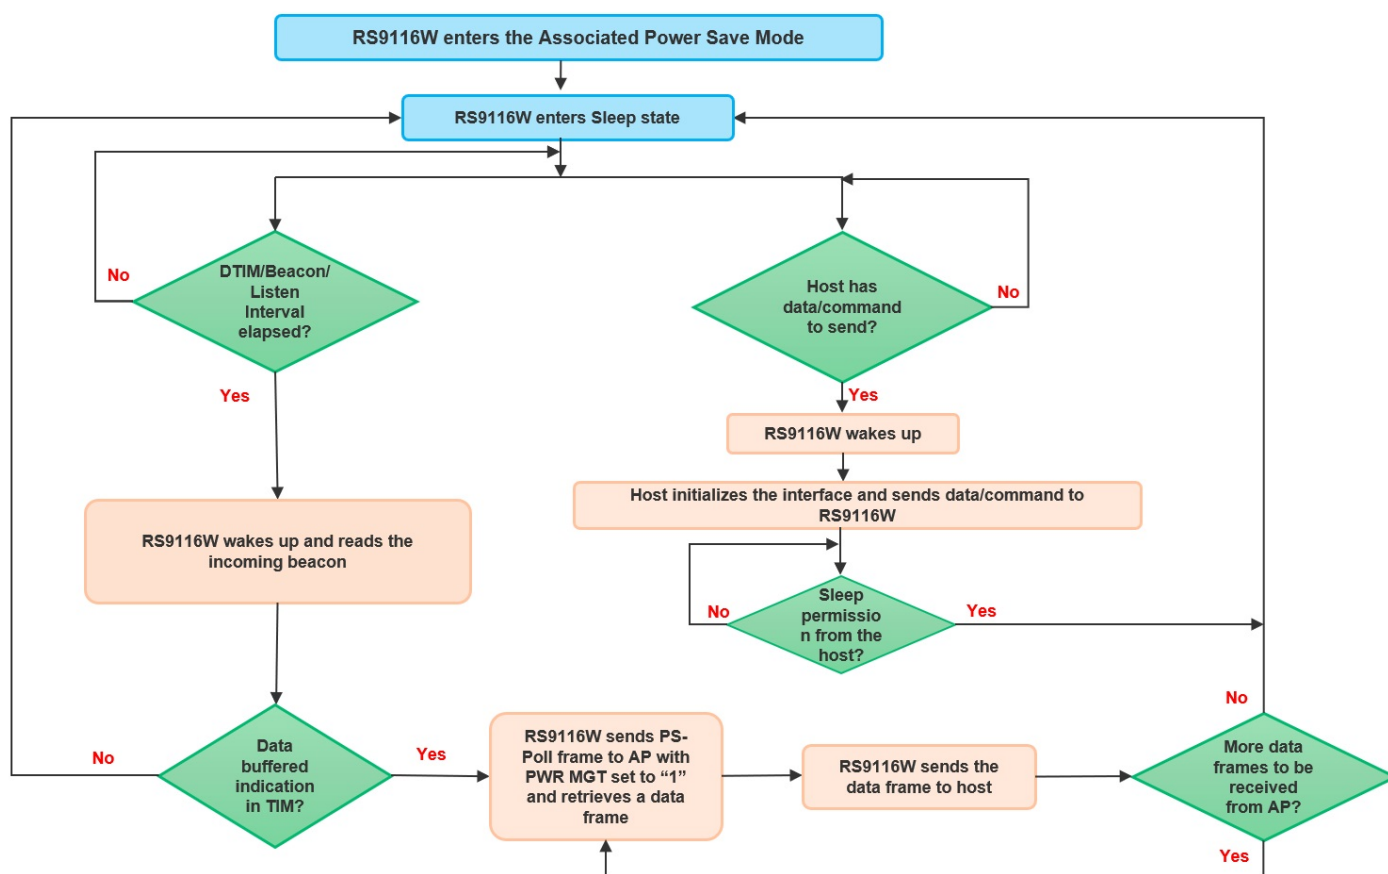 RS9116W enters the Associated Power Save Mode
RS9116W enters Sleep state
DTIM/Beacon/
Listen
Interval
elapsed?
No
Yes
Host has
data/command
to send?
No
Yes
RS9116W wakes up
Host initializes the interface and sends data/command to
RS9116W
RS9116W wakes up and reads the
incoming beacon
Sleep
permissio
n from the
host?
No
Yes
Data
buffered
indication
in TIM?
No
Yes
RS9116W sends PS-
Poll frame to AP with
PWR MGT set to “1”
and retrieves a data
frame
RS9116W sends the
data frame to host
More data
frames to be
received
from AP?
No
Yes